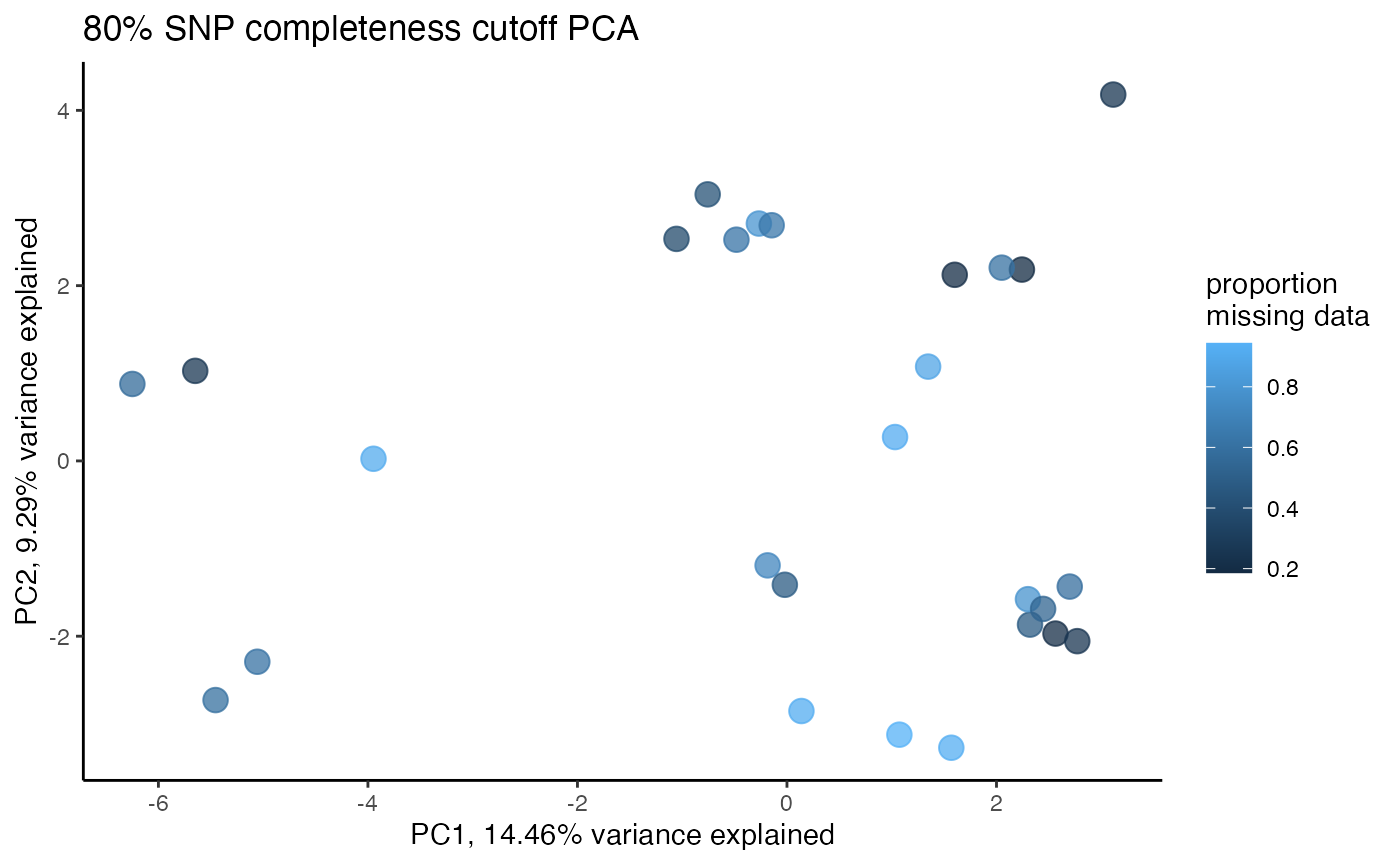 80% SNP completeness cutoff PCA
PC2, 9.29% variance explained
4
2
0
-2
-6
-4
-2
0
2
PC1, 14.46% variance explained
proportion
missing data
0.8
0.6
0.4
0.2